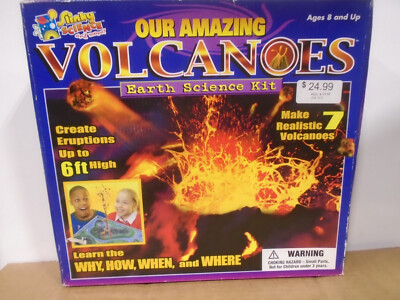 Slinky
SCIENCE
Ages 8 and Up
OUR AMAZING
VOLCANOES
Earth Science Kit
$24.99
Create
Eruptions
Up to
6 ft High
Make 7
Realistic
Volcanoes
Learn the
WHY, HOW, WHEN, and WHERE
WARNING
CHOKING HAZARD - Small Parts,
Not for Children under 3 years.